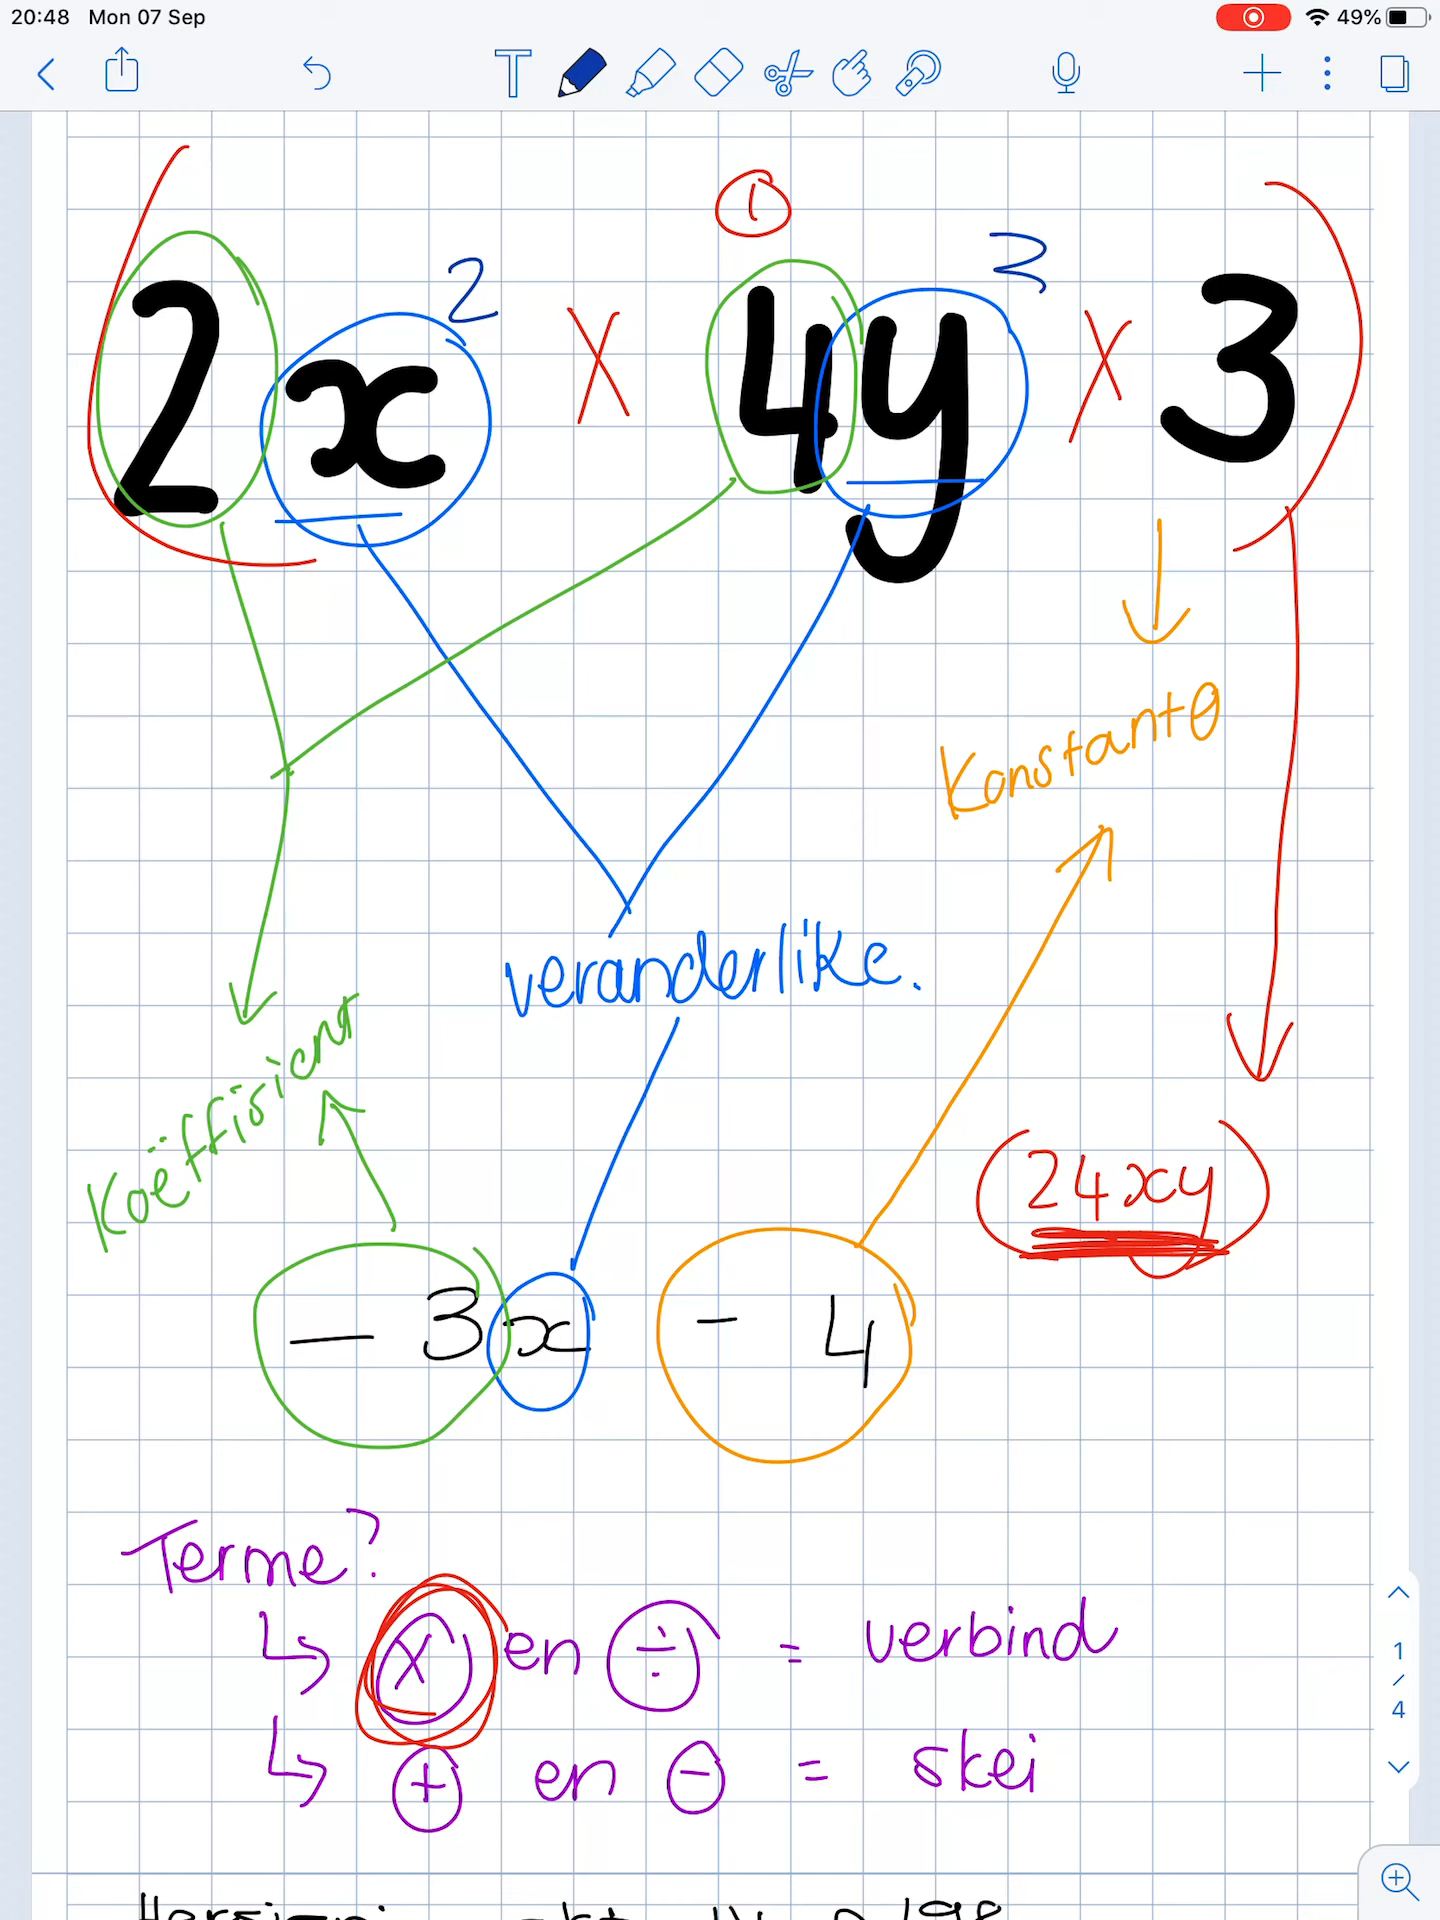 20:48 Mon 07 Sep 49%
①
2x² × 4y³ × 3
Konstante
veranderlike.
Koëffisiënt
(24xy)
- 3x - 4
Terme?
↳ × en ÷ = verbind
↳ + en - = skei
1
/
4